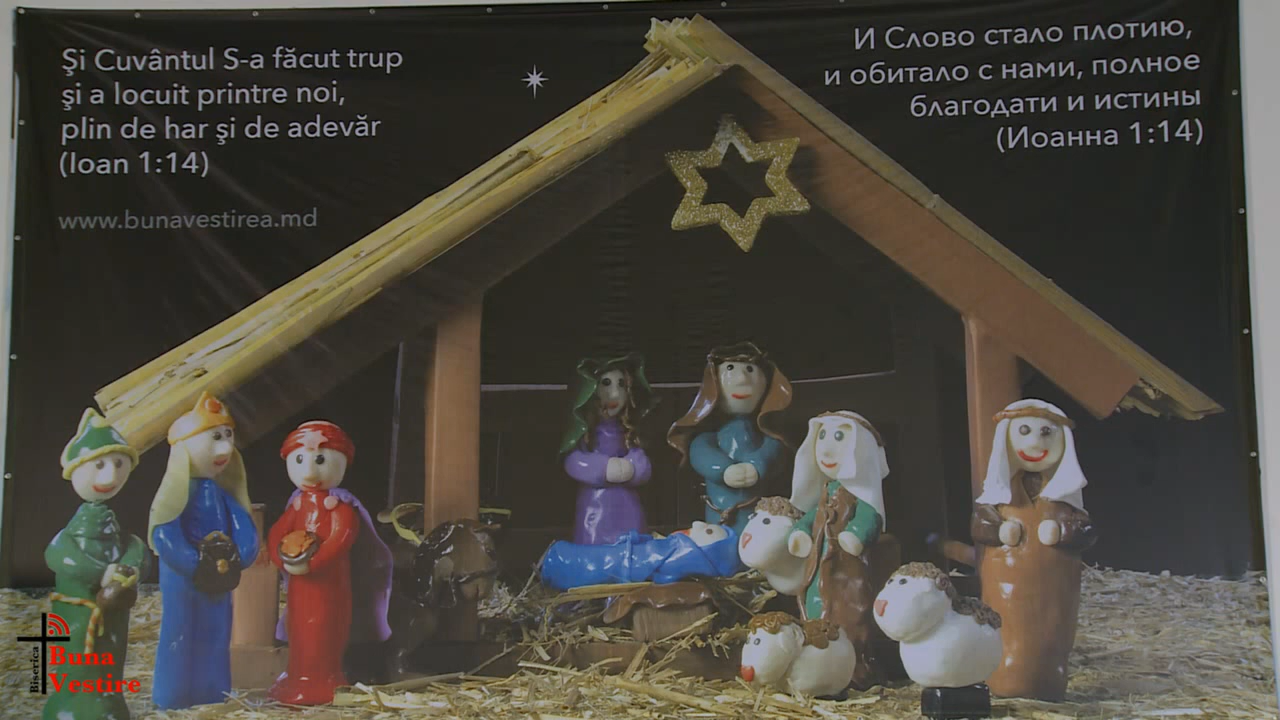 Şi Cuvântul S-a făcut trup
şi a locuit printre noi,
plin de har şi de adevăr
(Ioan 1:14)
www.bunavestirea.md
И Слово стало плотию,
и обитало с нами, полное
благодати и истины
(Иоанна 1:14)
Biserica
Buna
Vestire